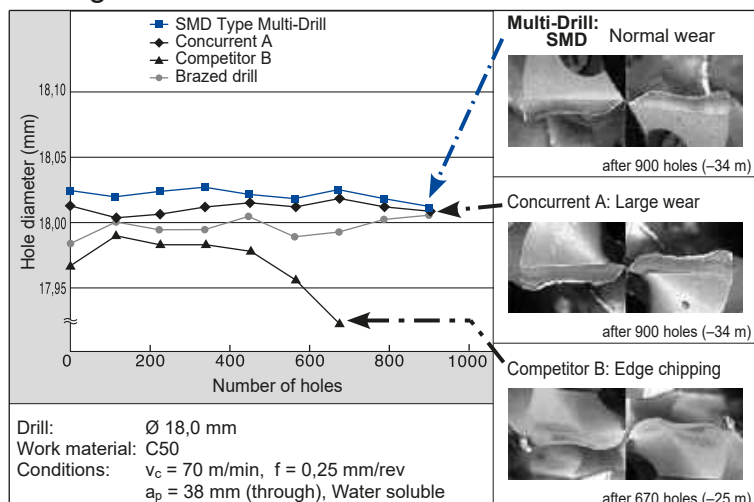 SMD Type Multi-Drill
Concurrent A
Competitor B
Brazed drill
Hole diameter (mm)
18,10
18,05
18,00
17,95
0 200 400 600 800 1000
Number of holes
Drill: Ø 18,0 mm
Work material: C50
Conditions: vc = 70 m/min, f = 0,25 mm/rev
ap = 38 mm (through), Water soluble
Multi-Drill:
SMD Normal wear
after 900 holes (–34 m)
Concurrent A: Large wear
after 900 holes (–34 m)
Competitor B: Edge chipping
after 670 holes (–25 m)